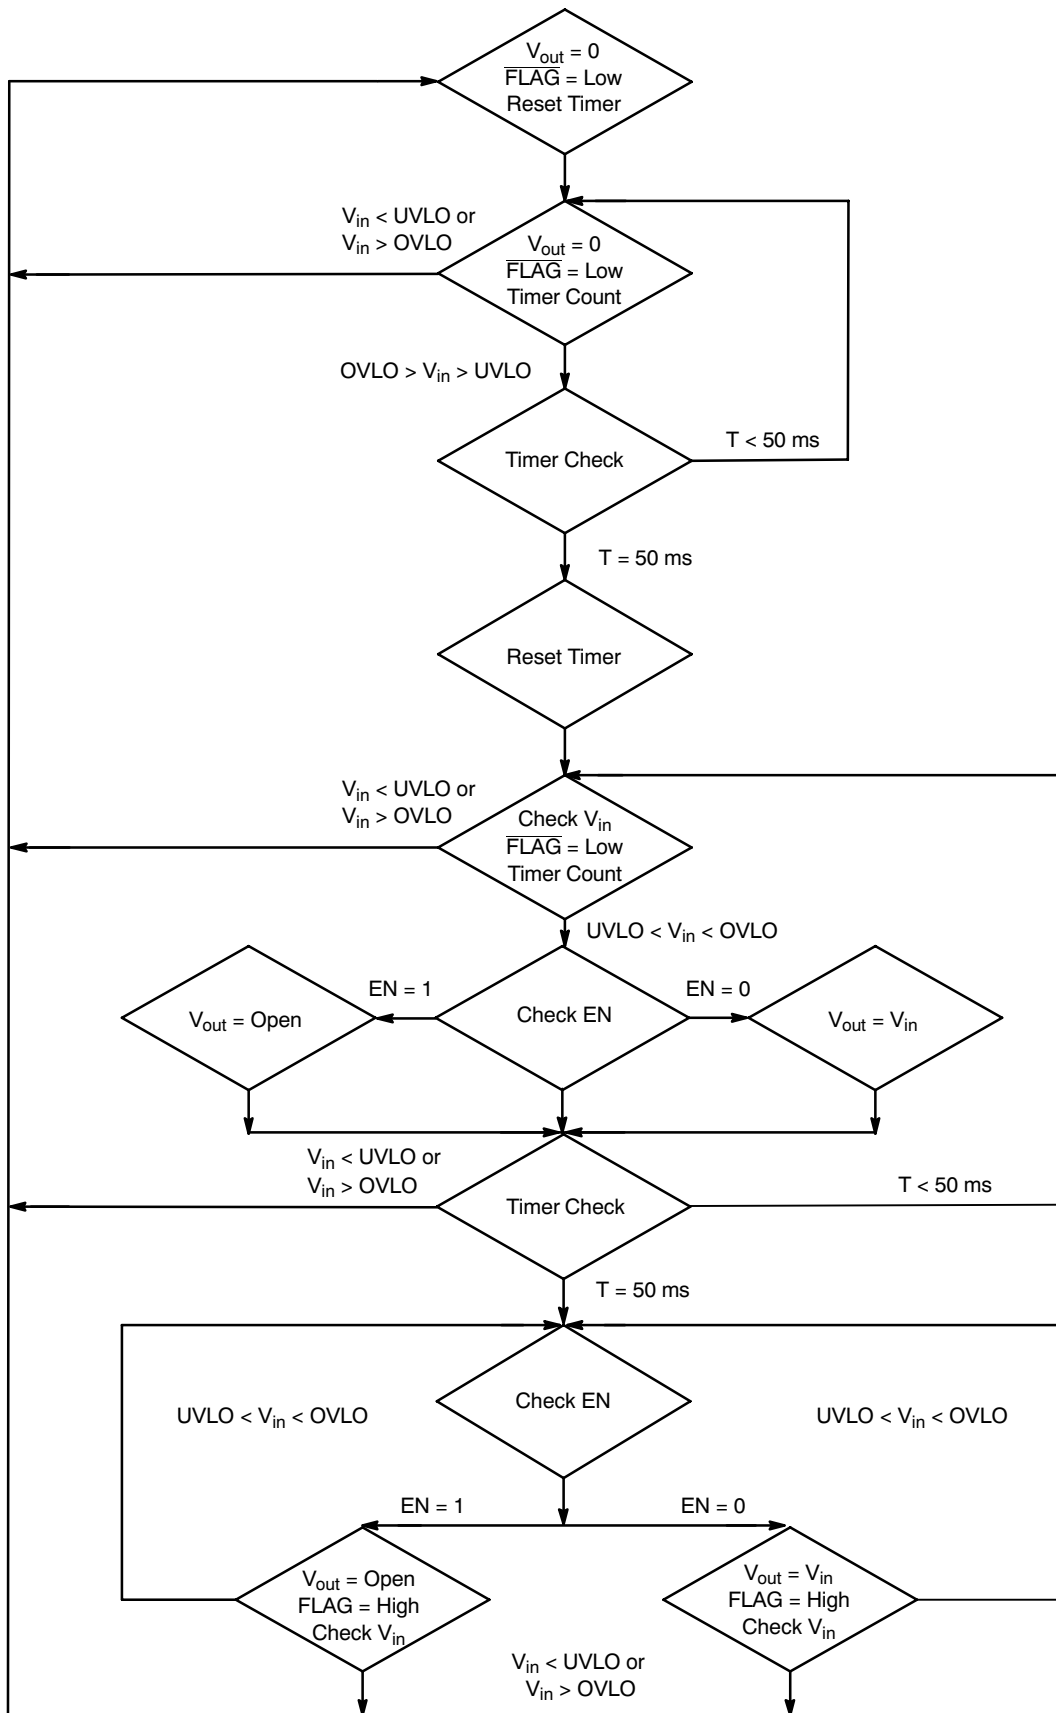 V_out = 0
F̅L̅A̅G̅ = Low
Reset Timer
V_in < UVLO or
V_in > OVLO
V_out = 0
F̅L̅A̅G̅ = Low
Timer Count
OVLO > V_in > UVLO
Timer Check
T < 50 ms
T = 50 ms
Reset Timer
V_in < UVLO or
V_in > OVLO
Check V_in
F̅L̅A̅G̅ = Low
Timer Count
UVLO < V_in < OVLO
EN = 1
EN = 0
V_out = Open
Check EN
V_out = V_in
V_in < UVLO or
V_in > OVLO
Timer Check
T < 50 ms
T = 50 ms
Check EN
UVLO < V_in < OVLO
UVLO < V_in < OVLO
EN = 1
EN = 0
V_out = Open
FLAG = High
Check V_in
V_out = V_in
FLAG = High
Check V_in
V_in < UVLO or
V_in > OVLO